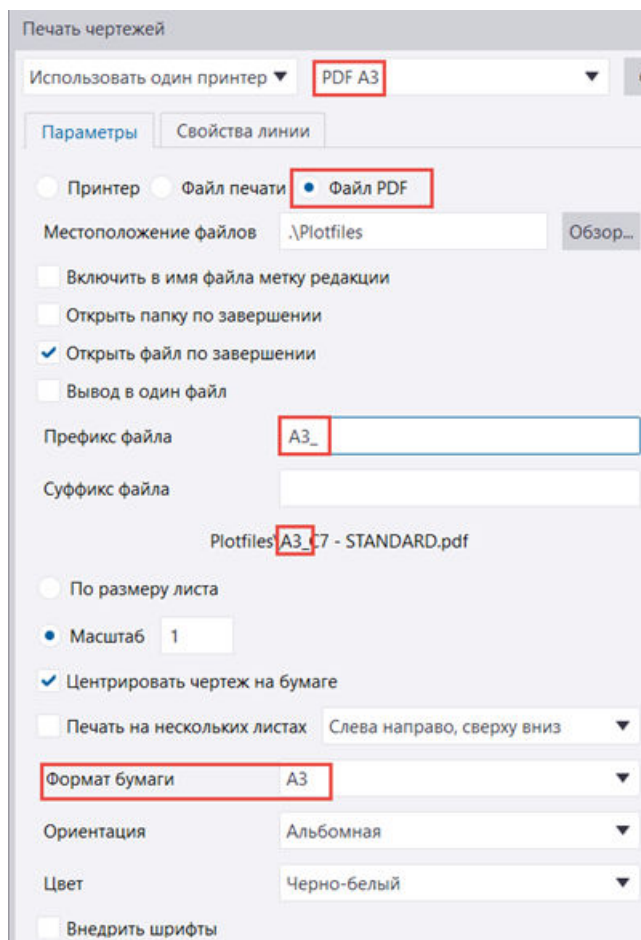 Печать чертежей
Использовать один принтер PDF A3
Параметры Свойства линии
Принтер Файл печати Файл PDF
Местоположение файлов .\Plotfiles Обзор...
Включить в имя файла метку редакции
Открыть папку по завершении
Открыть файл по завершении
Вывод в один файл
Префикс файла A3_
Суффикс файла
Plotfiles\A3_C7 - STANDARD.pdf
По размеру листа
Масштаб 1
Центрировать чертеж на бумаге
Печать на нескольких листах Слева направо, сверху вниз
Формат бумаги A3
Ориентация Альбомная
Цвет Черно-белый
Внедрить шрифты